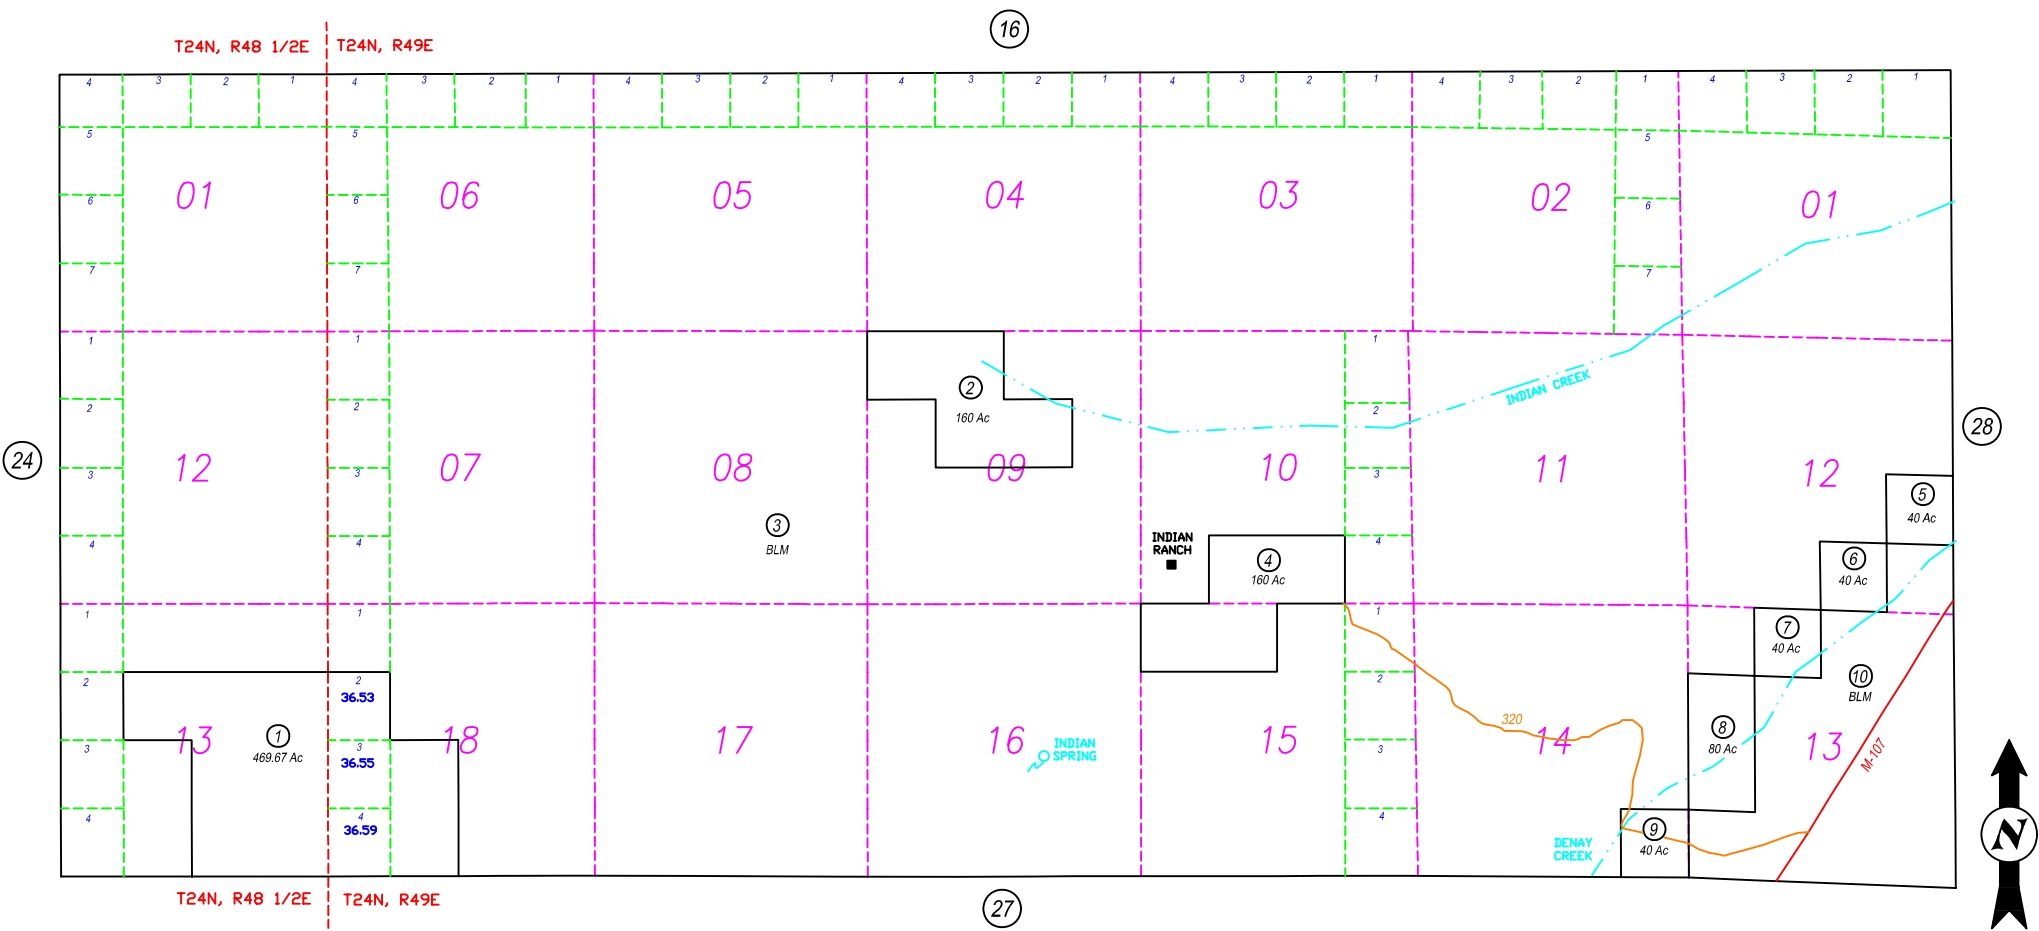 16
T24N, R48 1/2E T24N, R49E
4 3 2 1 4 3 2 1 4 3 2 1 4 3 2 1 4 3 2 1 4 3 2 1 4 3 2 1
5 5 5
01 06 05 04 03 02 01
6 6 6
7 7 7
1 1 1
INDIAN CREEK
2 2 2
2
160 Ac
24 28
12 07 08 09 10 11 12
3 3 3
5
40 Ac
3
BLM
INDIAN
RANCH
4 4 4
4
160 Ac
6
40 Ac
1 1 1
7
40 Ac
2 2 2
36.53
10
BLM
320
13 18 17 16 15 14 13
1
469.67 Ac
3 3 3
36.55
INDIAN
SPRING
8
80 Ac
M-107
4 4 4
36.59
9
40 Ac
DENAY
CREEK
N
T24N, R48 1/2E T24N, R49E
27